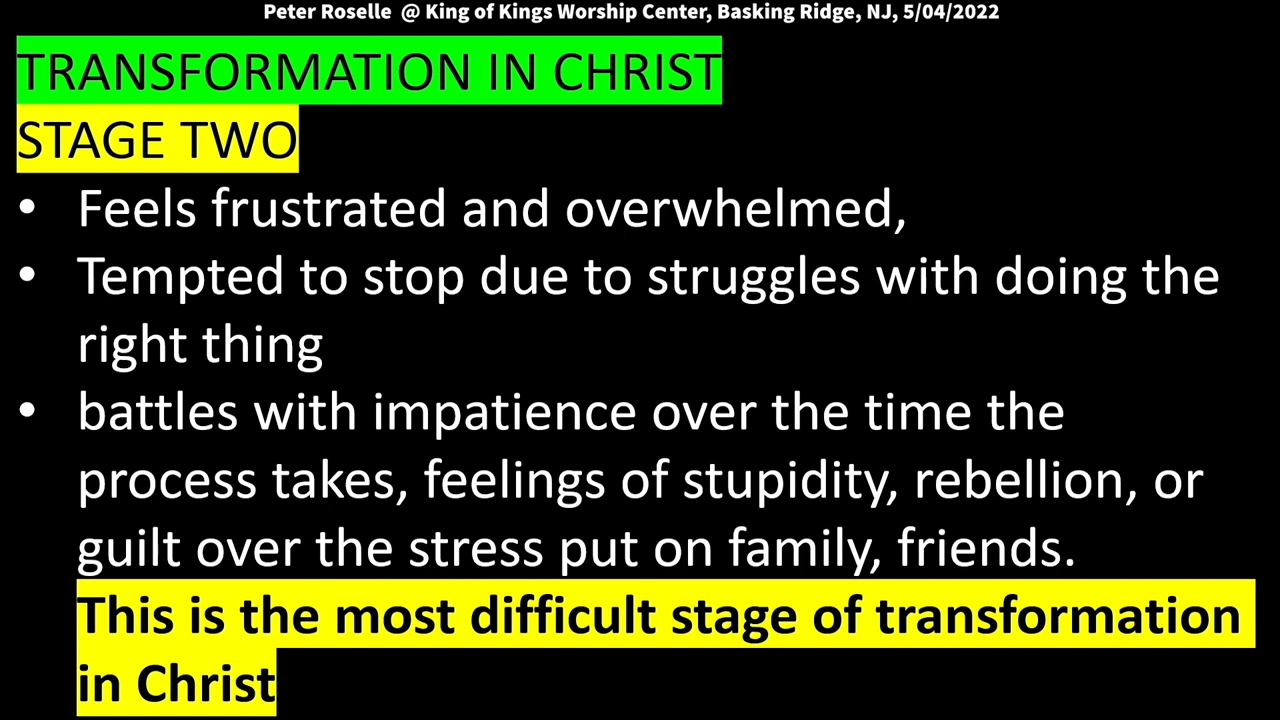 Peter Roselle @ King of Kings Worship Center, Basking Ridge, NJ, 5/04/2022
TRANSFORMATION IN CHRIST
STAGE TWO
• Feels frustrated and overwhelmed,
• Tempted to stop due to struggles with doing the
right thing
• battles with impatience over the time the
process takes, feelings of stupidity, rebellion, or
guilt over the stress put on family, friends.
This is the most difficult stage of transformation
in Christ